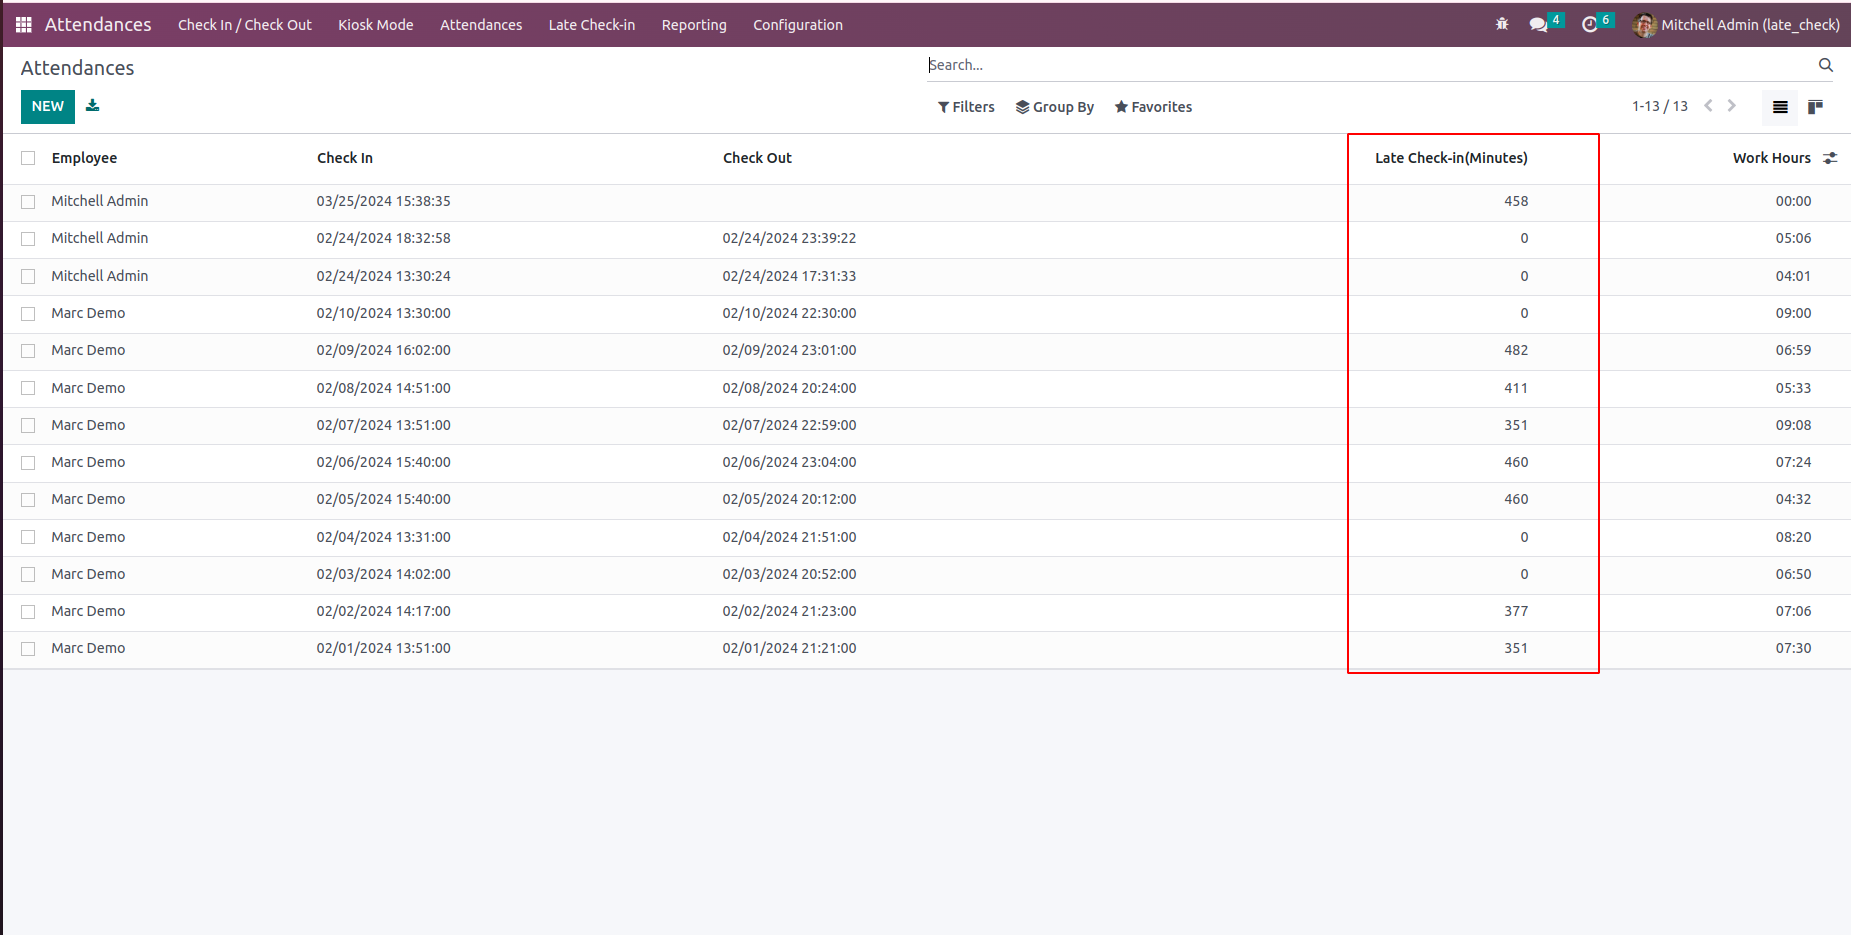 Attendances Check In / Check Out Kiosk Mode Attendances Late Check-in Reporting Configuration 4 6 Mitchell Admin (late_check)
Attendances Search...
NEW Filters Group By Favorites 1-13 / 13
Employee Check In Check Out Late Check-in(Minutes) Work Hours
Mitchell Admin 03/25/2024 15:38:35 458 00:00
Mitchell Admin 02/24/2024 18:32:58 02/24/2024 23:39:22 0 05:06
Mitchell Admin 02/24/2024 13:30:24 02/24/2024 17:31:33 0 04:01
Marc Demo 02/10/2024 13:30:00 02/10/2024 22:30:00 0 09:00
Marc Demo 02/09/2024 16:02:00 02/09/2024 23:01:00 482 06:59
Marc Demo 02/08/2024 14:51:00 02/08/2024 20:24:00 411 05:33
Marc Demo 02/07/2024 13:51:00 02/07/2024 22:59:00 351 09:08
Marc Demo 02/06/2024 15:40:00 02/06/2024 23:04:00 460 07:24
Marc Demo 02/05/2024 15:40:00 02/05/2024 20:12:00 460 04:32
Marc Demo 02/04/2024 13:31:00 02/04/2024 21:51:00 0 08:20
Marc Demo 02/03/2024 14:02:00 02/03/2024 20:52:00 0 06:50
Marc Demo 02/02/2024 14:17:00 02/02/2024 21:23:00 377 07:06
Marc Demo 02/01/2024 13:51:00 02/01/2024 21:21:00 351 07:30